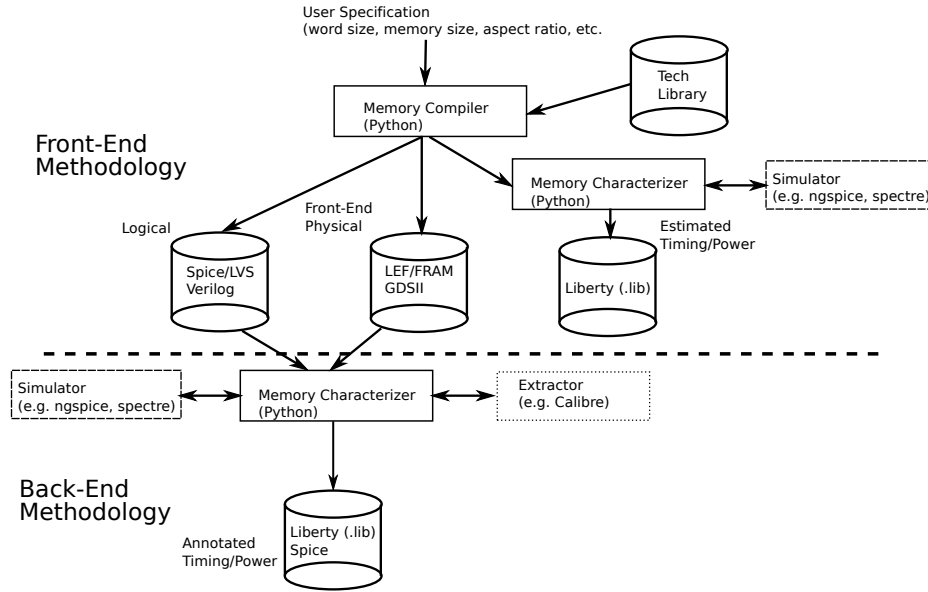 User Specification
(word size, memory size, aspect ratio, etc.
Tech
Library
Memory Compiler
(Python)
Front-End
Methodology
Memory Characterizer
(Python)
Simulator
(e.g. ngspice, spectre)
Logical
Front-End
Physical
Estimated
Timing/Power
Spice/LVS
Verilog
LEF/FRAM
GDSII
Liberty (.lib)
Simulator
(e.g. ngspice, spectre)
Memory Characterizer
(Python)
Extractor
(e.g. Calibre)
Back-End
Methodology
Annotated
Timing/Power
Liberty (.lib)
Spice